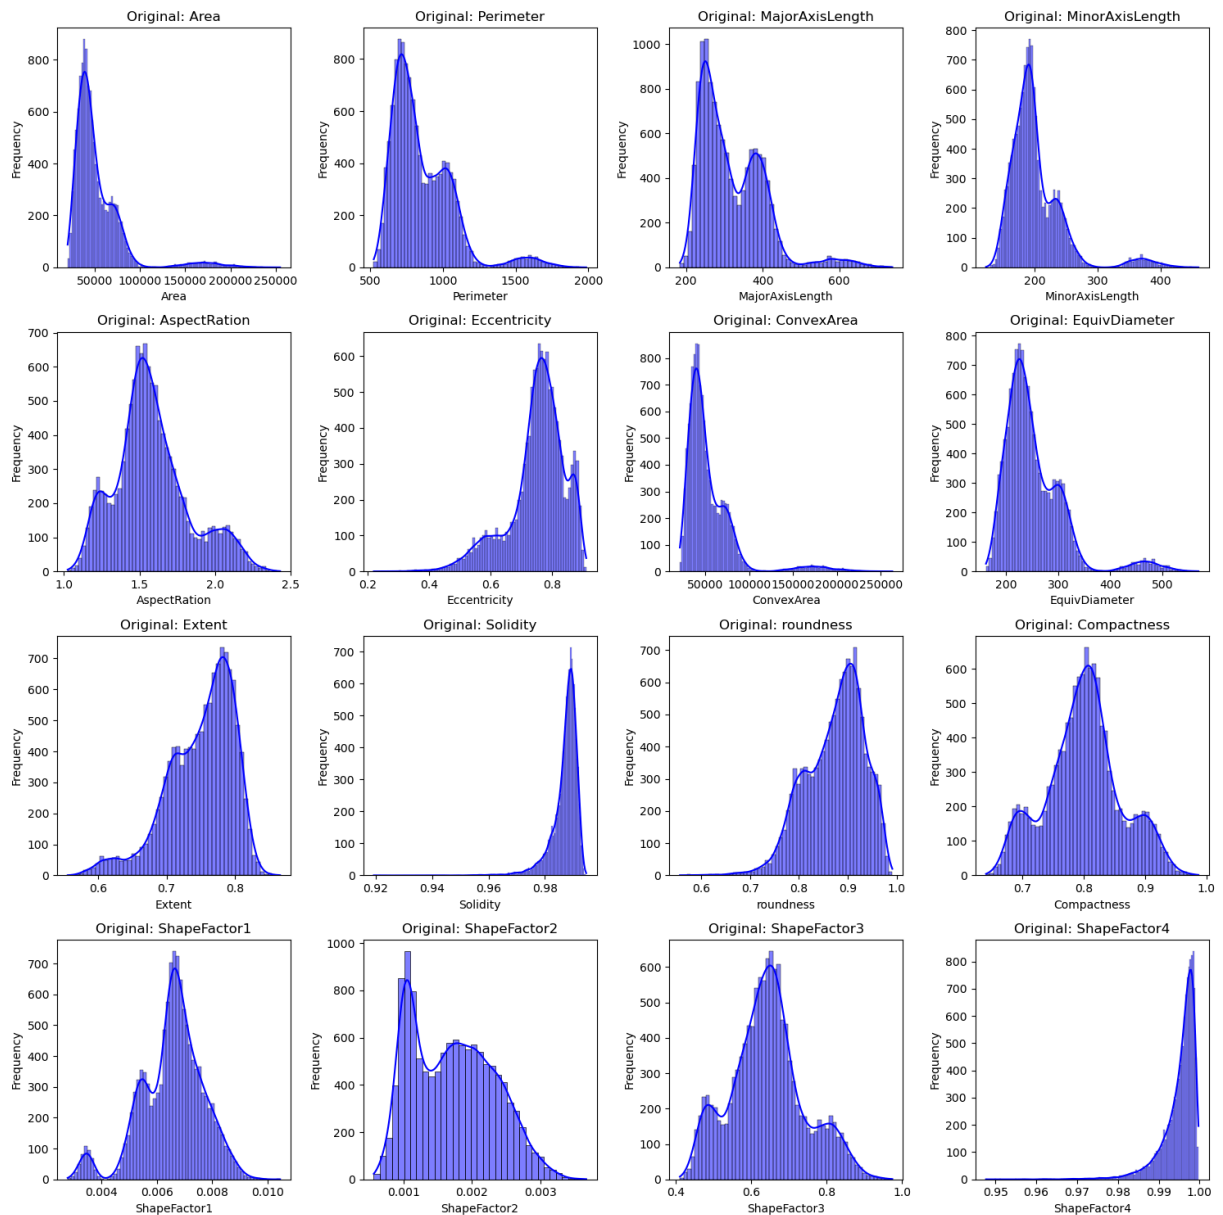 Original: Area
Frequency
800
600
400
200
0
50000 100000 150000 200000 250000
Area
Original: Perimeter
Frequency
800
600
400
200
0
500 1000 1500 2000
Perimeter
Original: MajorAxisLength
Frequency
1000
800
600
400
200
0
200 400 600
MajorAxisLength
Original: MinorAxisLength
Frequency
800
700
600
500
400
300
200
100
0
200 300 400
MinorAxisLength
Original: AspectRation
Frequency
700
600
500
400
300
200
100
0
1.0 1.5 2.0 2.5
AspectRation
Original: Eccentricity
Frequency
600
500
400
300
200
100
0
0.2 0.4 0.6 0.8
Eccentricity
Original: ConvexArea
Frequency
800
700
600
500
400
300
200
100
0
50000 100000 150000 200000 250000
ConvexArea
Original: EquivDiameter
Frequency
800
700
600
500
400
300
200
100
0
200 300 400 500
EquivDiameter
Original: Extent
Frequency
700
600
500
400
300
200
100
0
0.6 0.7 0.8
Extent
Original: Solidity
Frequency
700
600
500
400
300
200
100
0
0.92 0.94 0.96 0.98
Solidity
Original: roundness
Frequency
700
600
500
400
300
200
100
0
0.6 0.7 0.8 0.9 1.0
roundness
Original: Compactness
Frequency
600
500
400
300
200
100
0
0.7 0.8 0.9 1.0
Compactness
Original: ShapeFactor1
Frequency
700
600
500
400
300
200
100
0
0.004 0.006 0.008 0.010
ShapeFactor1
Original: ShapeFactor2
Frequency
1000
800
600
400
200
0
0.001 0.002 0.003
ShapeFactor2
Original: ShapeFactor3
Frequency
600
500
400
300
200
100
0
0.4 0.6 0.8 1.0
ShapeFactor3
Original: ShapeFactor4
Frequency
800
700
600
500
400
300
200
100
0
0.95 0.96 0.97 0.98 0.99 1.00
ShapeFactor4